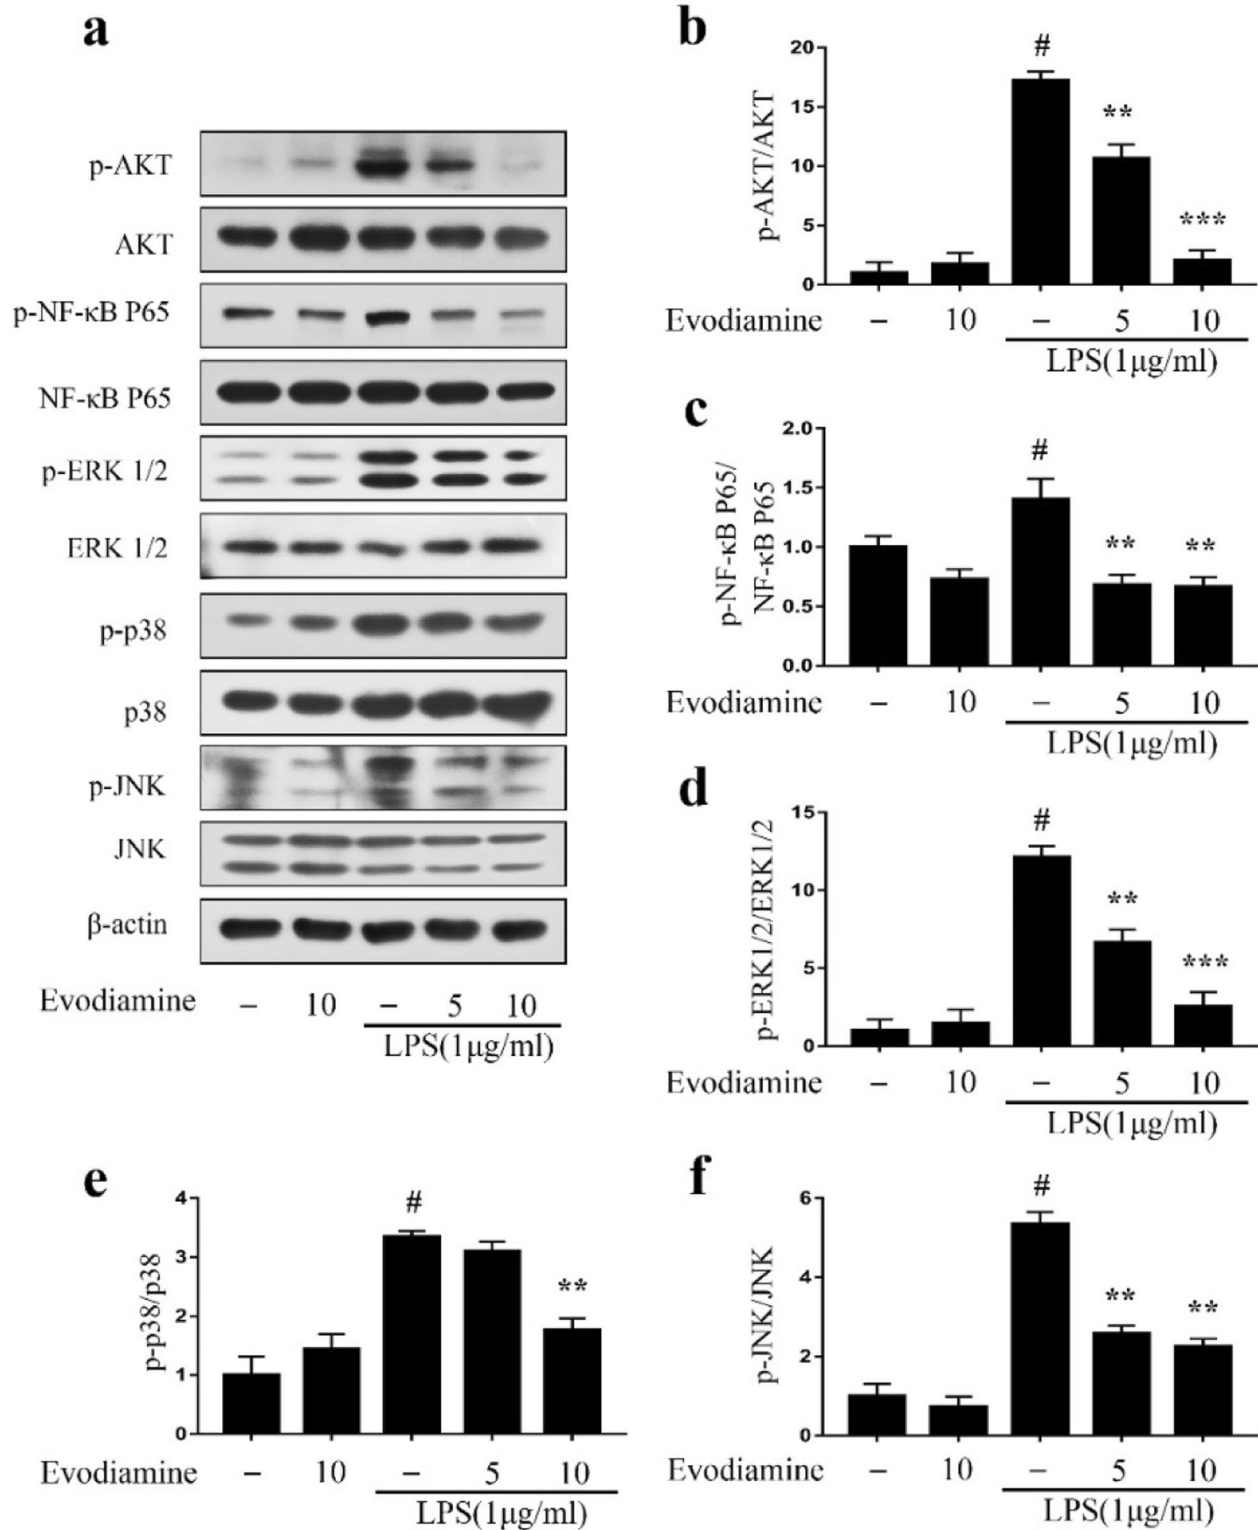 a
p-AKT
AKT
p-NF-κB P65
NF-κB P65
p-ERK 1/2
ERK 1/2
p-p38
p38
p-JNK
JNK
β-actin
Evodiamine – 10 – 5 10
LPS(1μg/ml)
b
p-AKT/AKT
20
15
10
5
0
#
**
***
Evodiamine – 10 – 5 10
LPS(1μg/ml)
c
p-NF-κB P65/
NF-κB P65
2.0
1.5
1.0
0.5
0.0
#
**
**
Evodiamine – 10 – 5 10
LPS(1μg/ml)
d
p-ERK1/2/ERK1/2
15
10
5
0
#
**
***
Evodiamine – 10 – 5 10
LPS(1μg/ml)
e
p-p38/p38
4
3
2
1
0
#
**
Evodiamine – 10 – 5 10
LPS(1μg/ml)
f
p-JNK/JNK
6
4
2
0
#
**
**
Evodiamine – 10 – 5 10
LPS(1μg/ml)